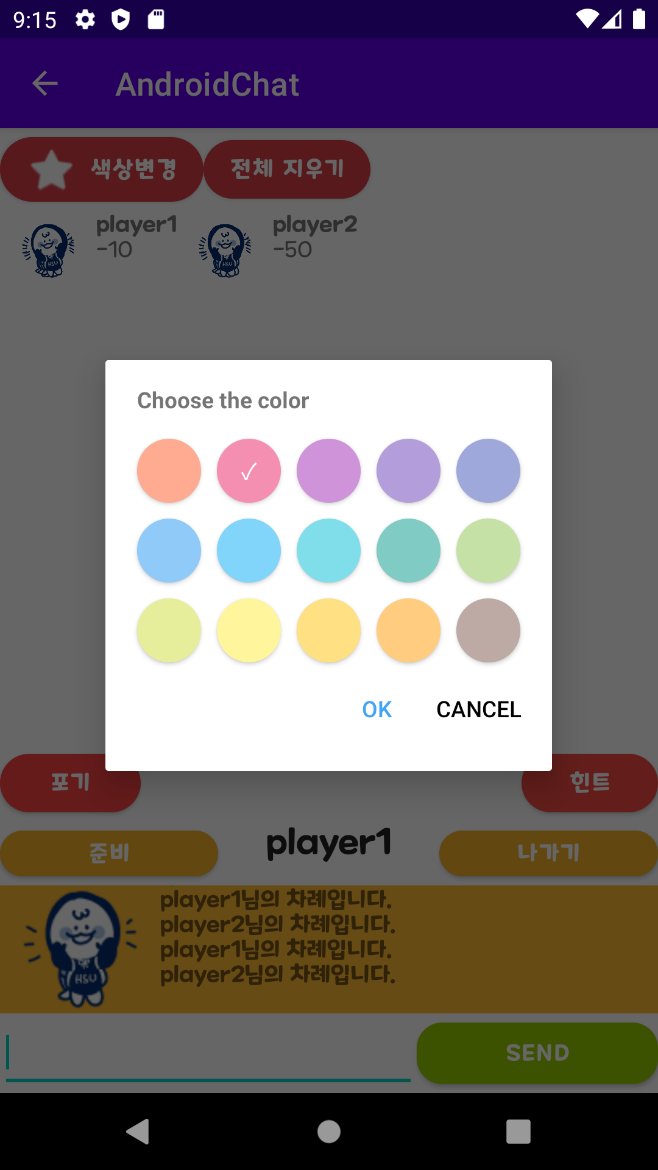 9:15
AndroidChat
색상변경 전체 지우기
player1 player2
-10 -50
Choose the color
OK CANCEL
포기 힌트
준비 player1 나가기
player1님의 차례입니다.
player2님의 차례입니다.
player1님의 차례입니다.
player2님의 차례입니다.
HSU
SEND